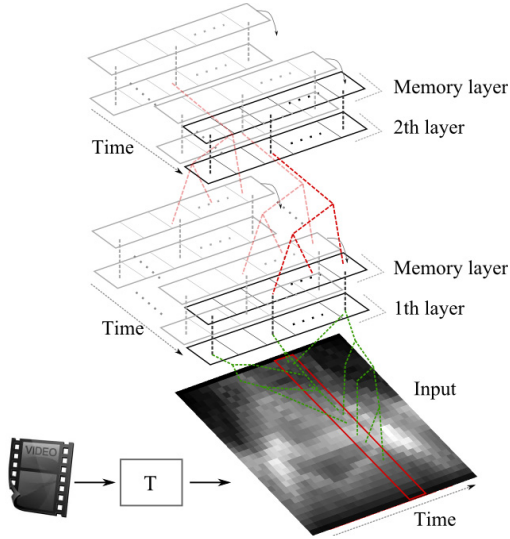 Memory layer
2th layer
Time
Memory layer
1th layer
Time
Input
VIDEO
T
Time